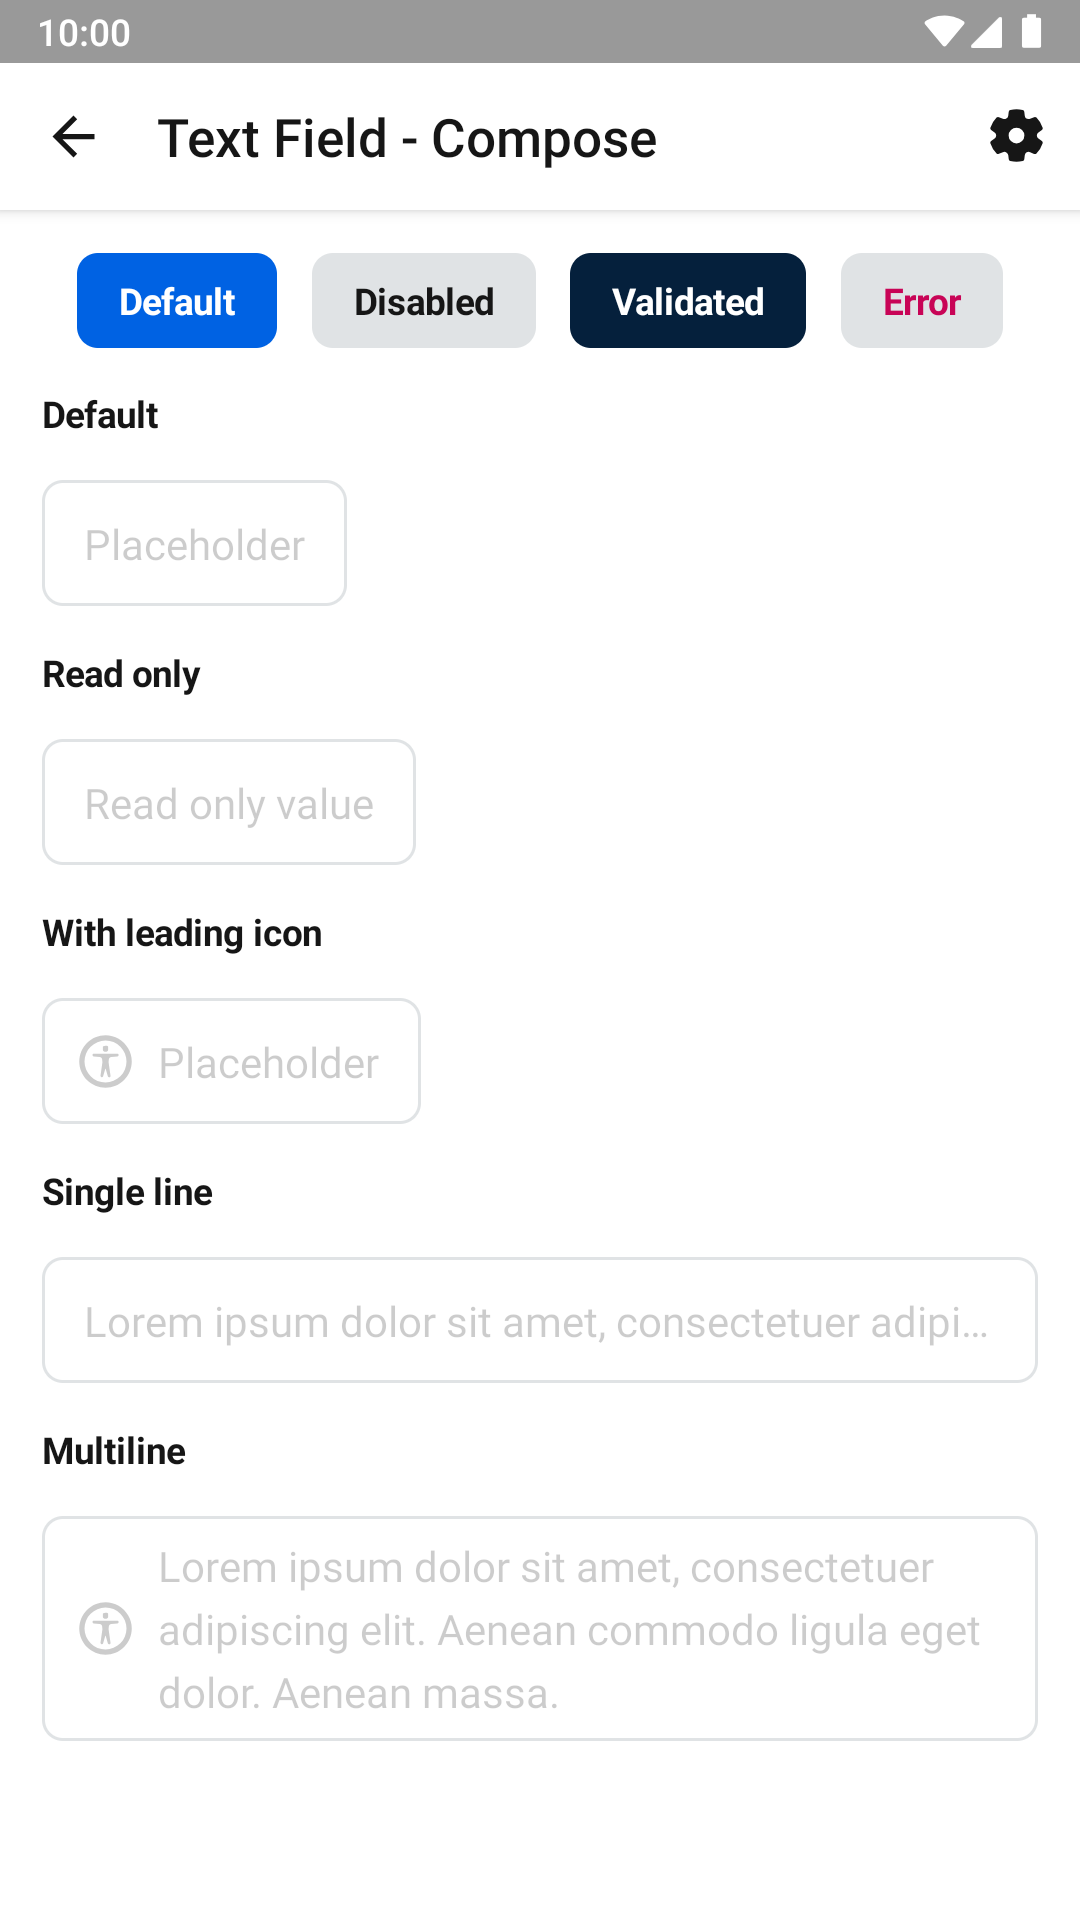 10:00
Text Field - Compose
Default
Disabled
Validated
Error
Default
Placeholder
Read only
Read only value
With leading icon
Placeholder
Single line
Lorem ipsum dolor sit amet, consectetuer adipi...
Multiline
Lorem ipsum dolor sit amet, consectetuer
adipiscing elit. Aenean commodo ligula eget
dolor. Aenean massa.